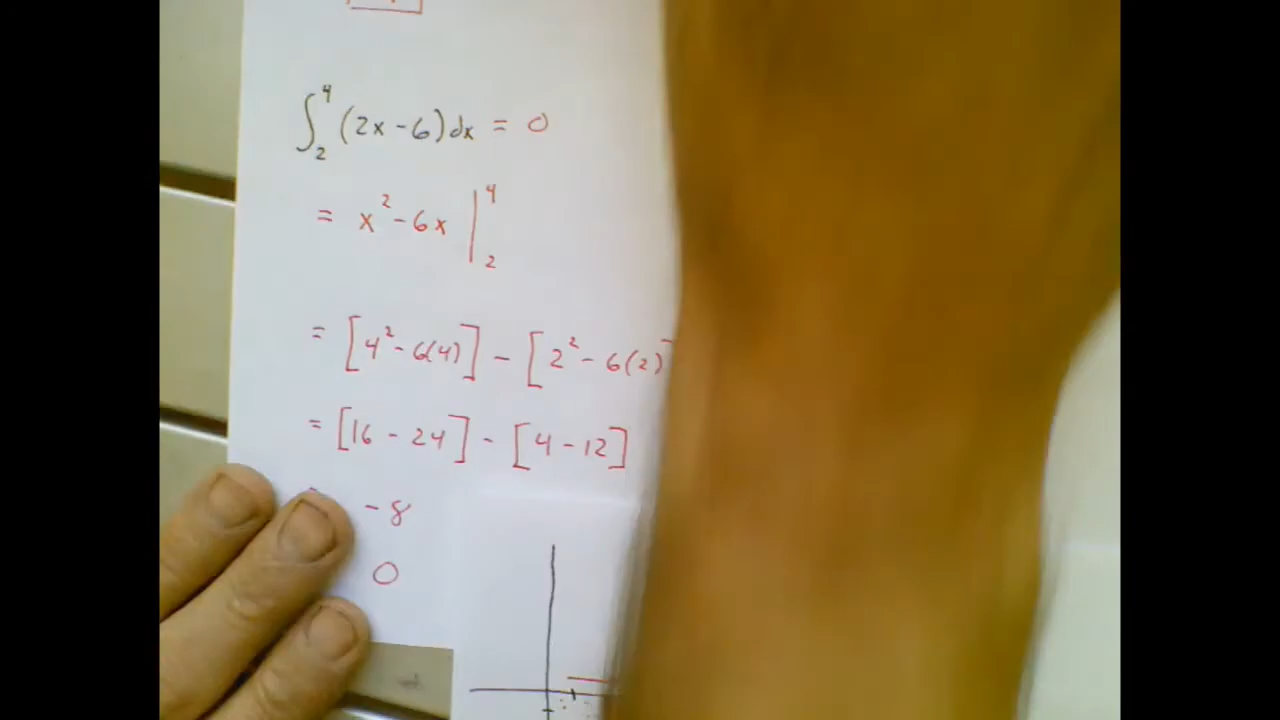 ∫₂⁴ (2x - 6) dx = 0
= x² - 6x |₂⁴
= [4² - 6(4)] - [2² - 6(2)
= [16 - 24] - [4 - 12]
- 8
0